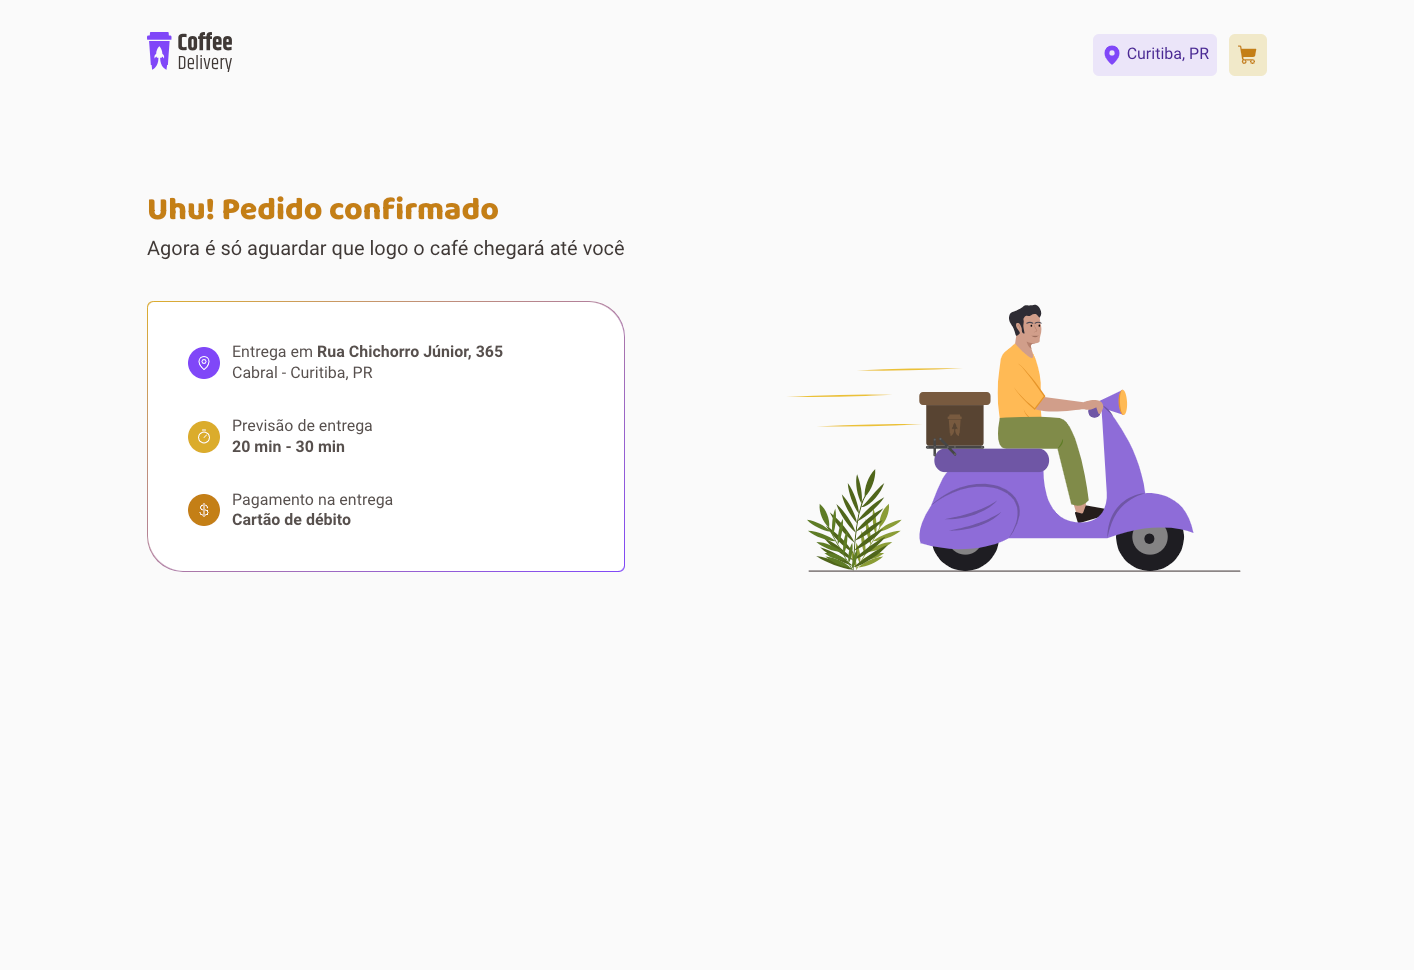 Coffee
Delivery
Curitiba, PR
Uhu! Pedido confirmado
Agora é só aguardar que logo o café chegará até você
Entrega em Rua Chichorro Júnior, 365
Cabral - Curitiba, PR
Previsão de entrega
20 min - 30 min
Pagamento na entrega
Cartão de débito